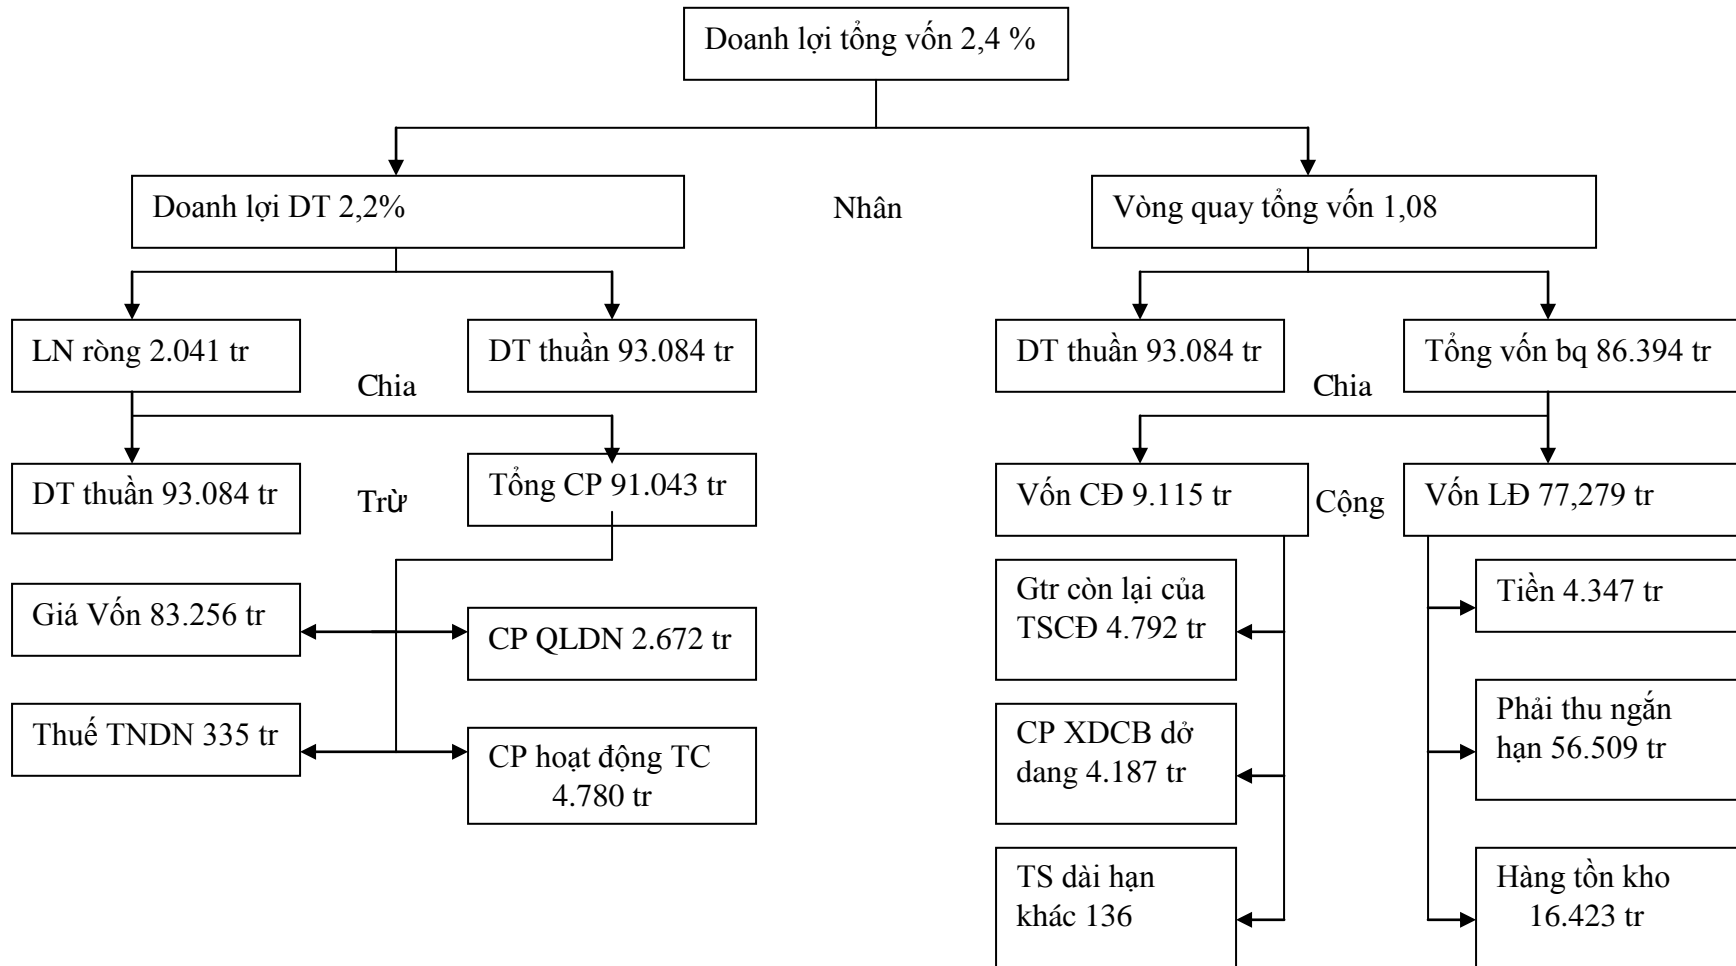 Doanh lợi tổng vốn 2,4 %
Doanh lợi DT 2,2%
Nhân
Vòng quay tổng vốn 1,08
LN ròng 2.041 tr
DT thuần 93.084 tr
DT thuần 93.084 tr
Tổng vốn bq 86.394 tr
Chia
Chia
DT thuần 93.084 tr
Trừ
Tổng CP 91.043 tr
Vốn CĐ 9.115 tr
Cộng
Vốn LĐ 77,279 tr
Giá Vốn 83.256 tr
CP QLDN 2.672 tr
Gtr còn lại của
TSCĐ 4.792 tr
Tiền 4.347 tr
Thuế TNDN 335 tr
CP hoạt động TC
4.780 tr
CP XDCB dở
dang 4.187 tr
Phải thu ngắn
hạn 56.509 tr
TS dài hạn
khác 136
Hàng tồn kho
16.423 tr